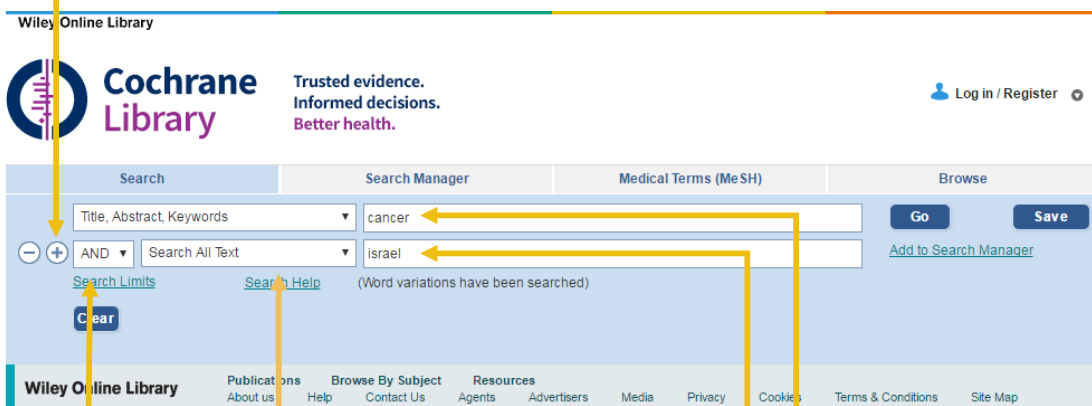 Wiley Online Library
Cochrane
Library
Trusted evidence.
Informed decisions.
Better health.
Log in / Register
Search Search Manager Medical Terms (MeSH) Browse
Title, Abstract, Keywords cancer Go Save
AND Search All Text israel Add to Search Manager
Search Limits Search Help (Word variations have been searched)
Clear
Wiley Online Library
Publications Browse By Subject Resources
About us Help Contact Us Agents Advertisers Media Privacy Cookies Terms & Conditions Site Map